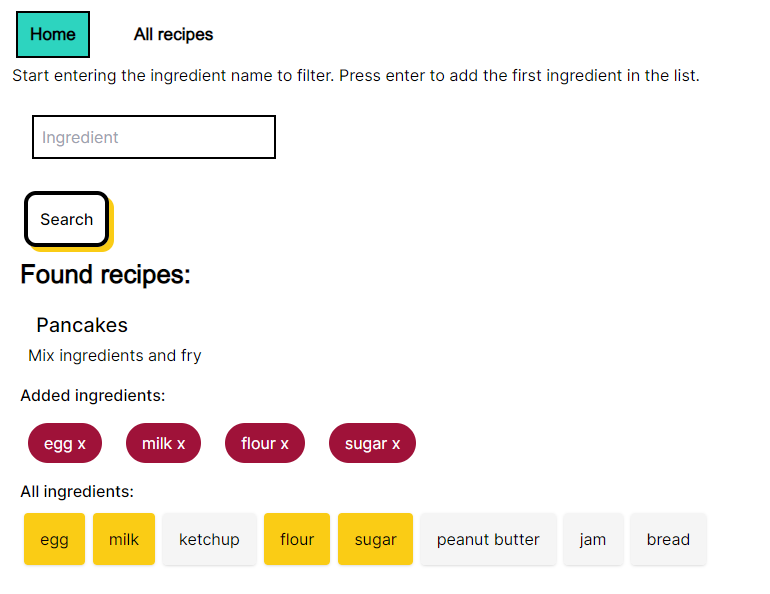 Home All recipes
Start entering the ingredient name to filter. Press enter to add the first ingredient in the list.
Ingredient
Search
Found recipes:
Pancakes
Mix ingredients and fry
Added ingredients:
egg x milk x flour x sugar x
All ingredients:
egg milk ketchup flour sugar peanut butter jam bread